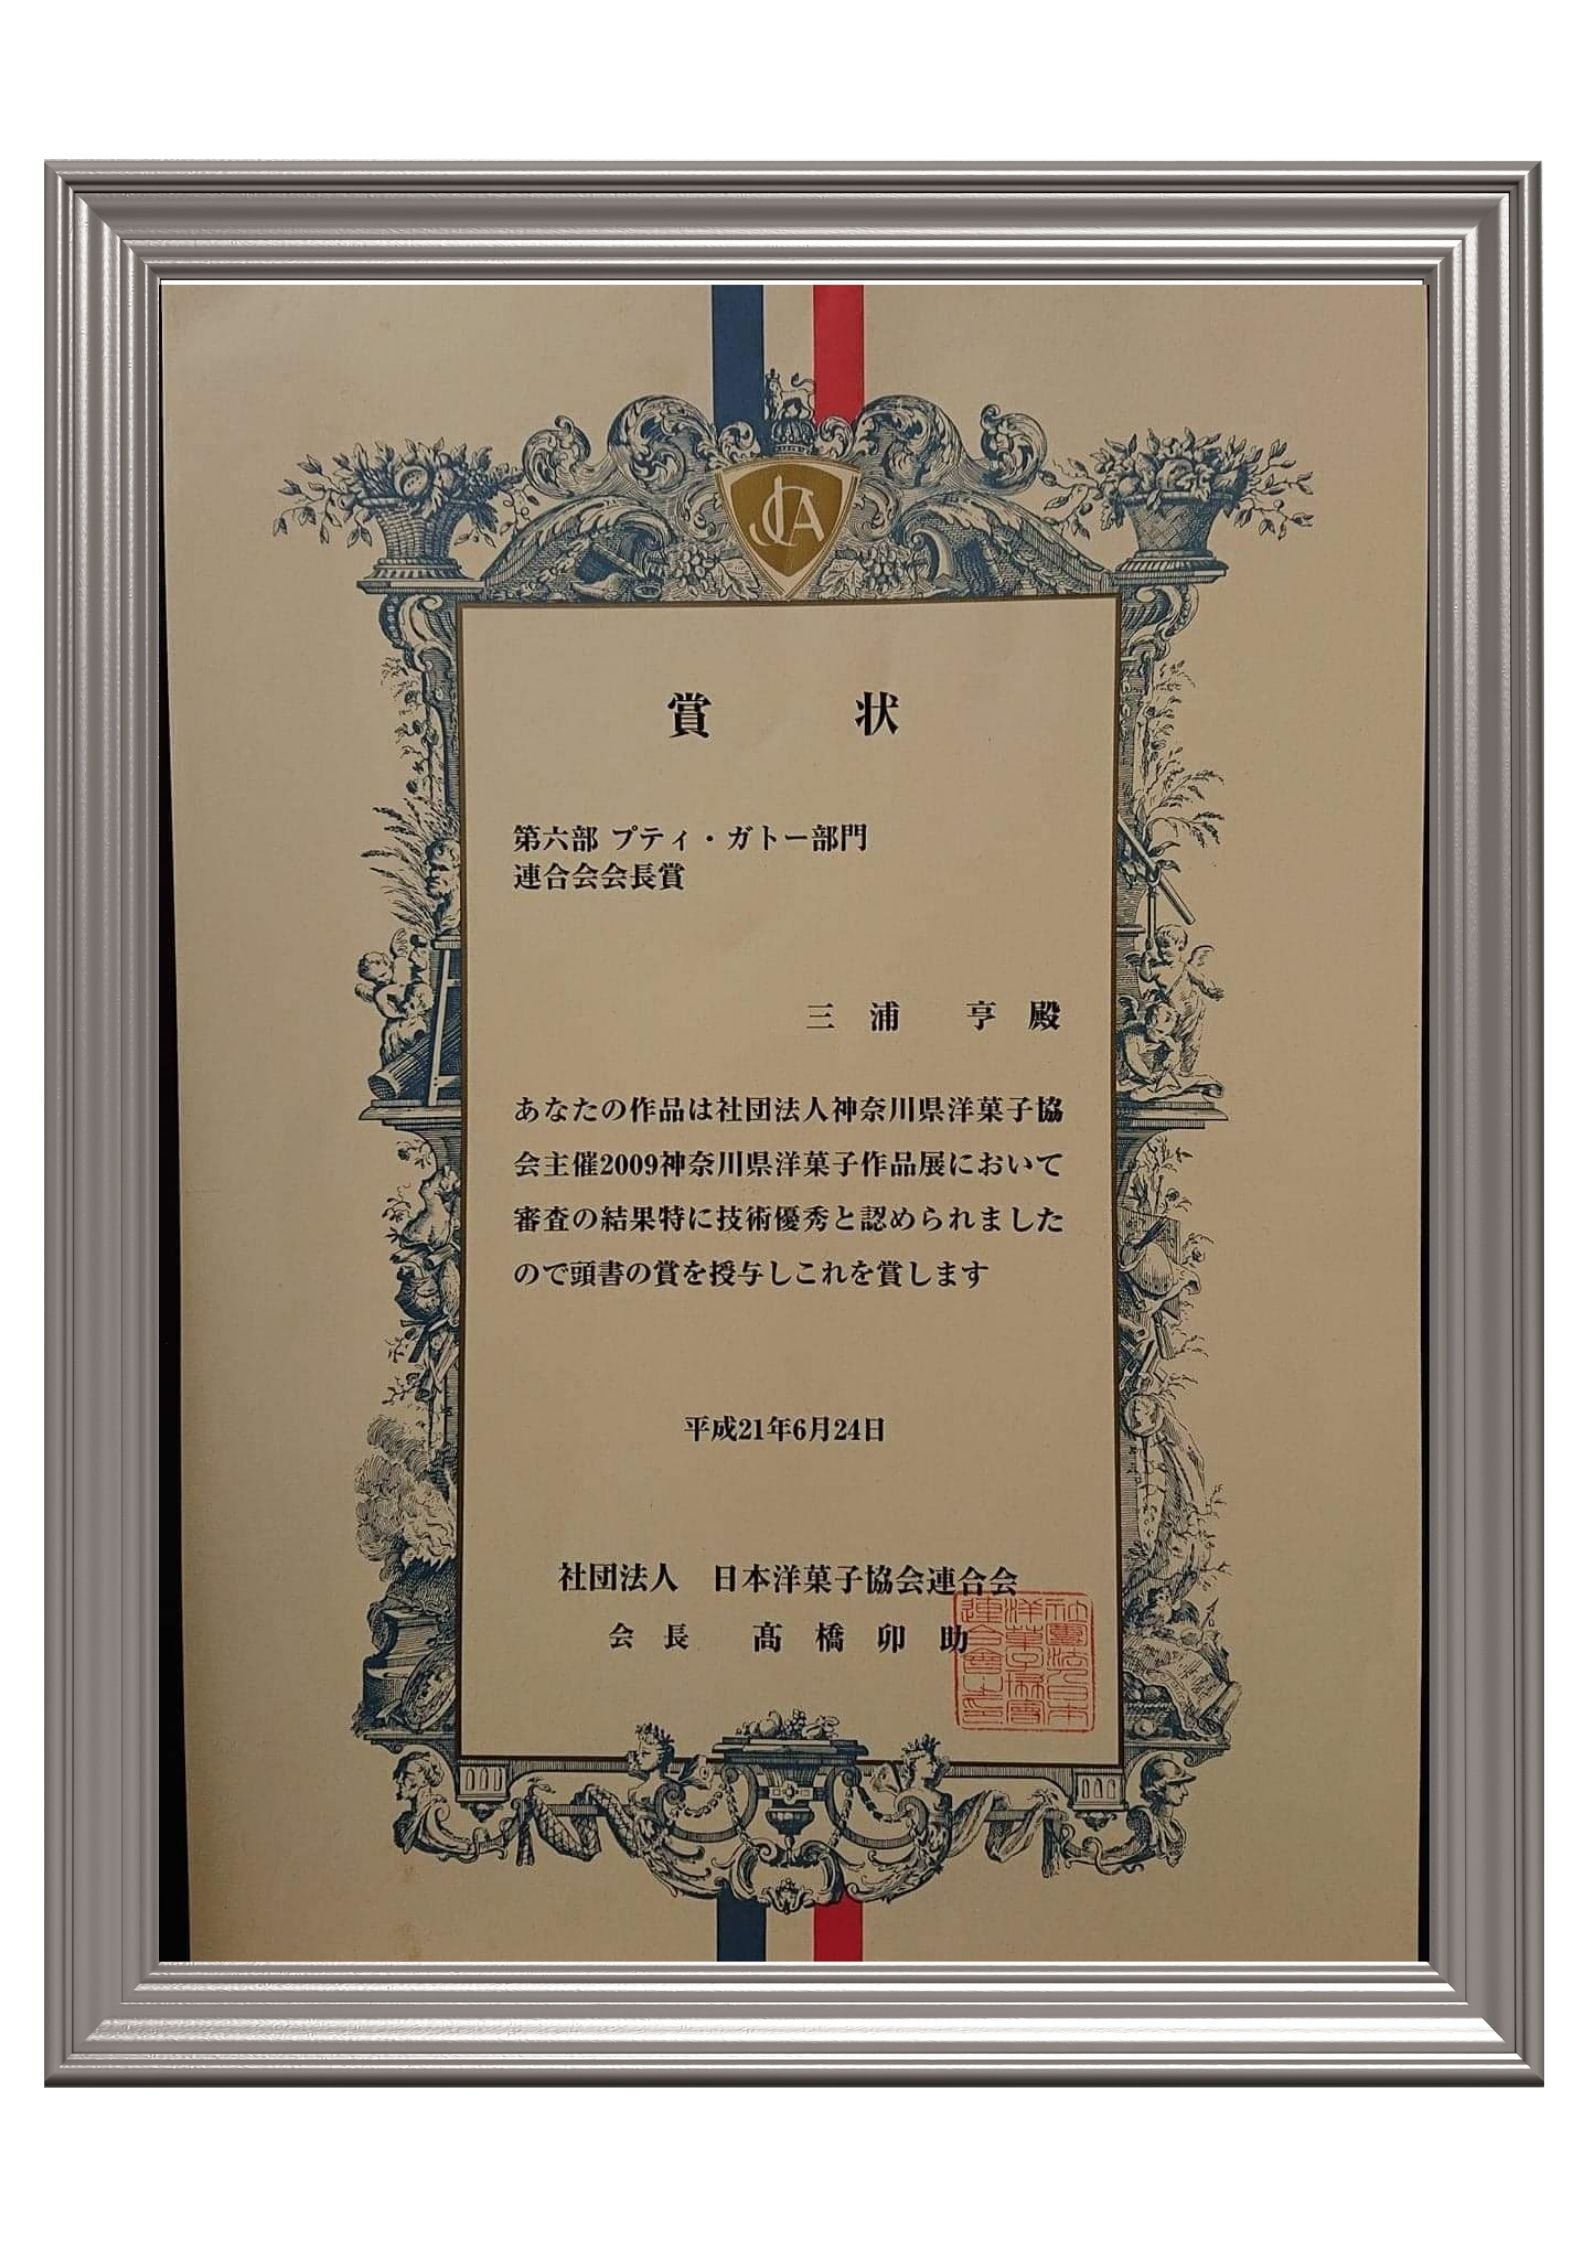 JCA
賞 状
第六部 プティ・ガトー部門
連合会会長賞
三 浦 亨 殿
あなたの作品は社団法人神奈川県洋菓子協
会主催2009神奈川県洋菓子作品展において
審査の結果特に技術優秀と認められました
ので頭書の賞を授与しこれを賞します
平成21年6月24日
社団法人 日本洋菓子協会連合会
会 長 髙 橋 卯 助